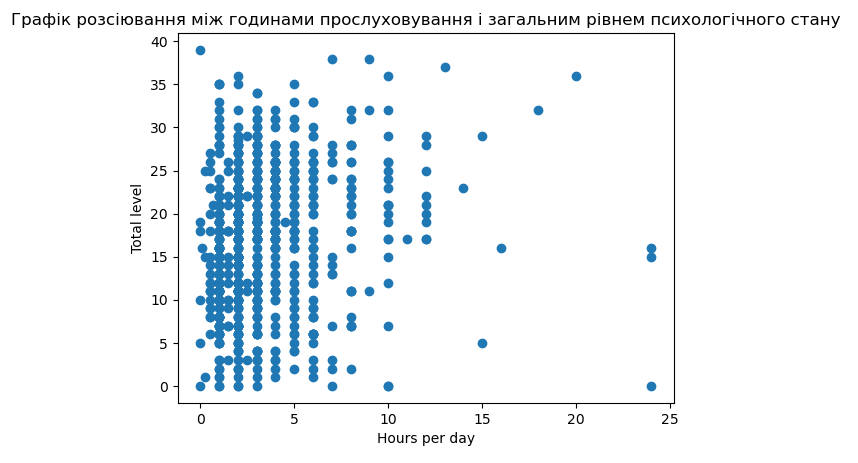 Графік розсіювання між годинами прослуховування і загальним рівнем психологічного стану
40
35
30
25
20
15
10
5
0
Total level
0 5 10 15 20 25
Hours per day